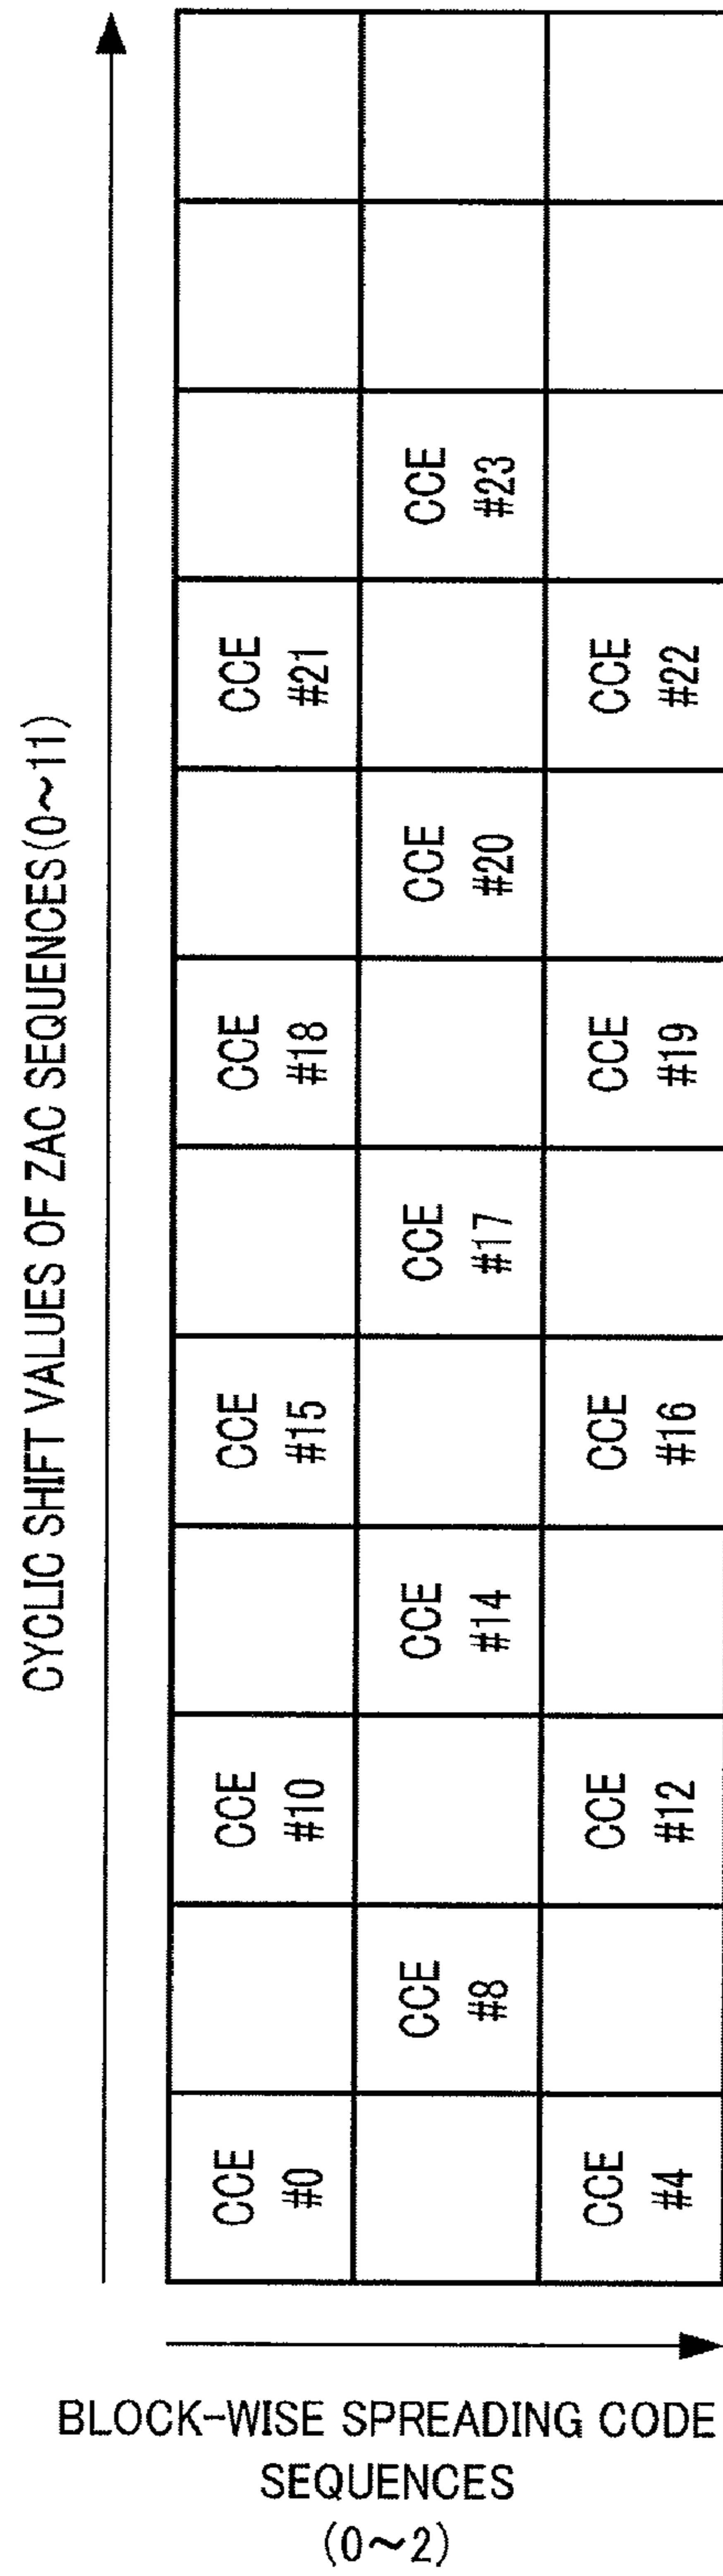 CYCLIC SHIFT VALUES OF ZAC SEQUENCES(0~11)
CCE
#23
CCE
#21
CCE
#22
CCE
#20
CCE
#18
CCE
#19
CCE
#17
CCE
#15
CCE
#16
CCE
#14
CCE
#10
CCE
#12
CCE
#8
CCE
#0
CCE
#4
BLOCK-WISE SPREADING CODE
SEQUENCES
(0~2)